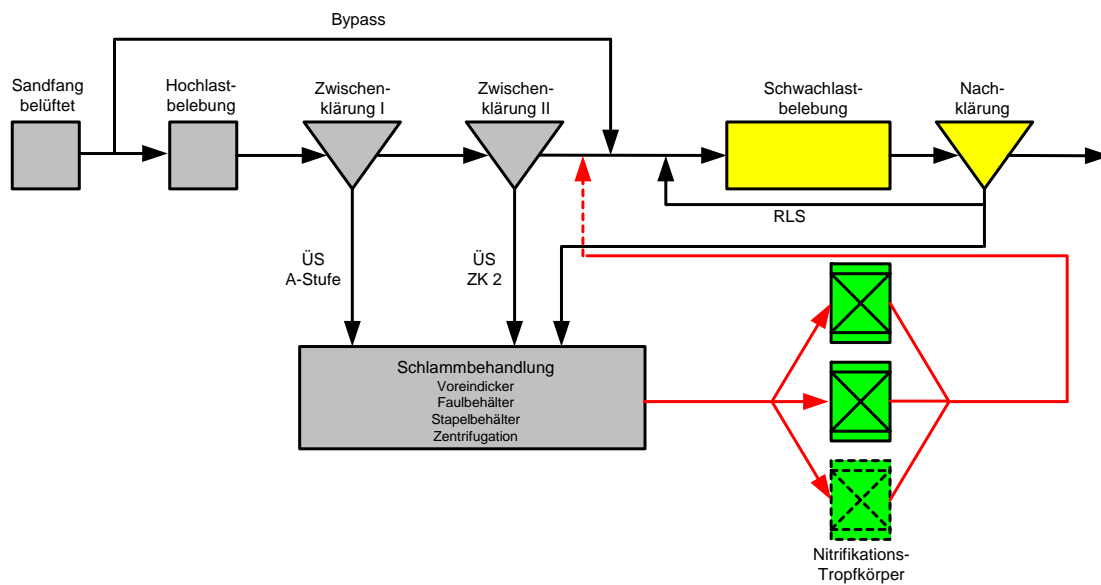 Bypass
Sandfang
belüftet
Hochlast-
belebung
Zwischen-
klärung I
Zwischen-
klärung II
Schwachlast-
belebung
Nach-
klärung
RLS
ÜS
A-Stufe
ÜS
ZK 2
Schlammbehandlung
Voreindicker
Faulbehälter
Stapelbehälter
Zentrifugation
Nitrifikations-
Tropfkörper